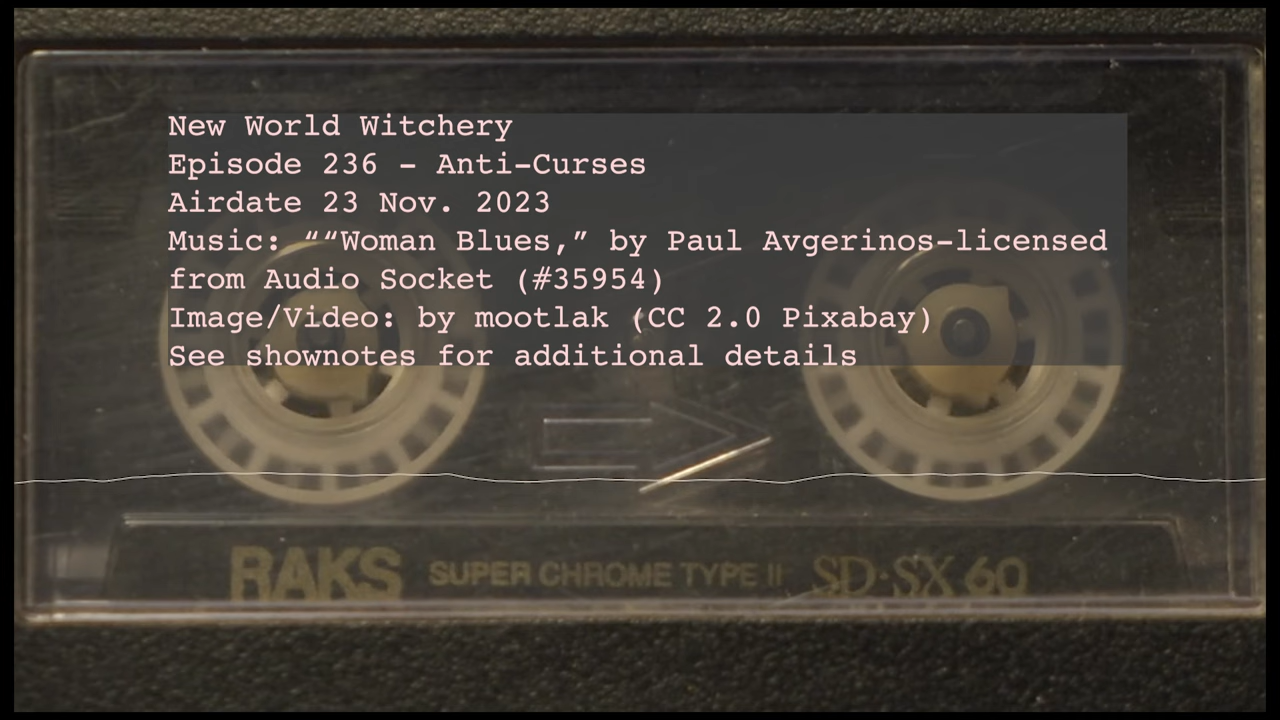 New World Witchery
Episode 236 - Anti-Curses
Airdate 23 Nov. 2023
Music: ““Woman Blues,” by Paul Avgerinos-licensed
from Audio Socket (#35954)
Image/Video: by mootlak (CC 2.0 Pixabay)
See shownotes for additional details
RAKS SUPER CHROME TYPE II SD·SX 60